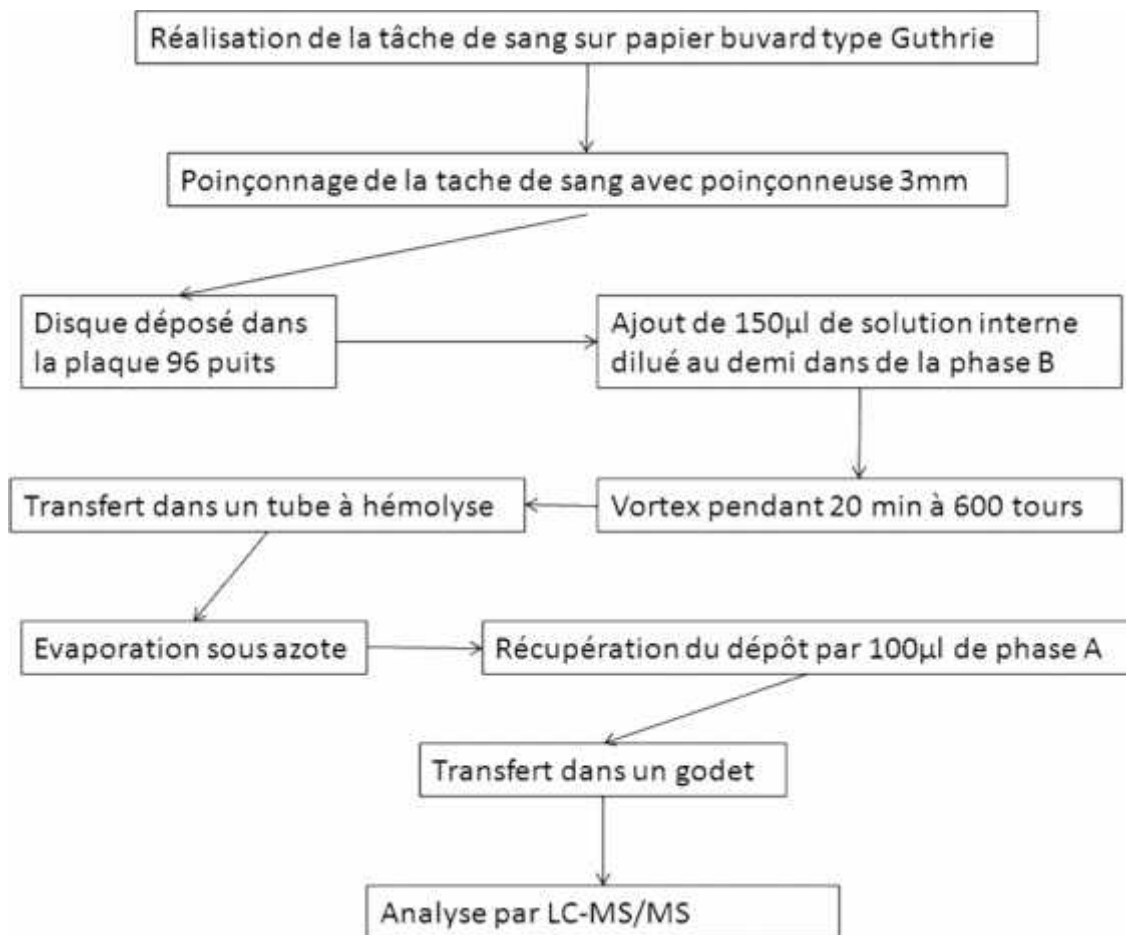 Réalisation de la tâche de sang sur papier buvard type Guthrie
Poinçonnage de la tache de sang avec poinçonneuse 3mm
Disque déposé dans
la plaque 96 puits
Ajout de 150µl de solution interne
dilué au demi dans de la phase B
Transfert dans un tube à hémolyse
Vortex pendant 20 min à 600 tours
Evaporation sous azote
Récupération du dépôt par 100µl de phase A
Transfert dans un godet
Analyse par LC-MS/MS